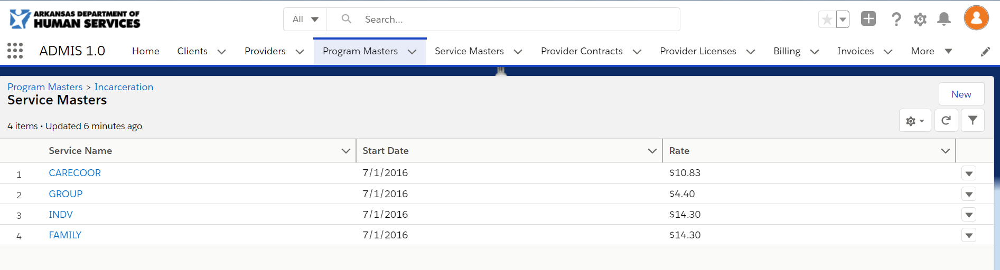 ARKANSAS DEPARTMENT OF
HUMAN SERVICES
All Search...
ADMIS 1.0 Home Clients Providers Program Masters Service Masters Provider Contracts Provider Licenses Billing Invoices More
Program Masters > Incarceration
Service Masters
New
4 items • Updated 6 minutes ago
Service Name Start Date Rate
1 CARECOOR 7/1/2016 $10.83
2 GROUP 7/1/2016 $4.40
3 INDV 7/1/2016 $14.30
4 FAMILY 7/1/2016 $14.30